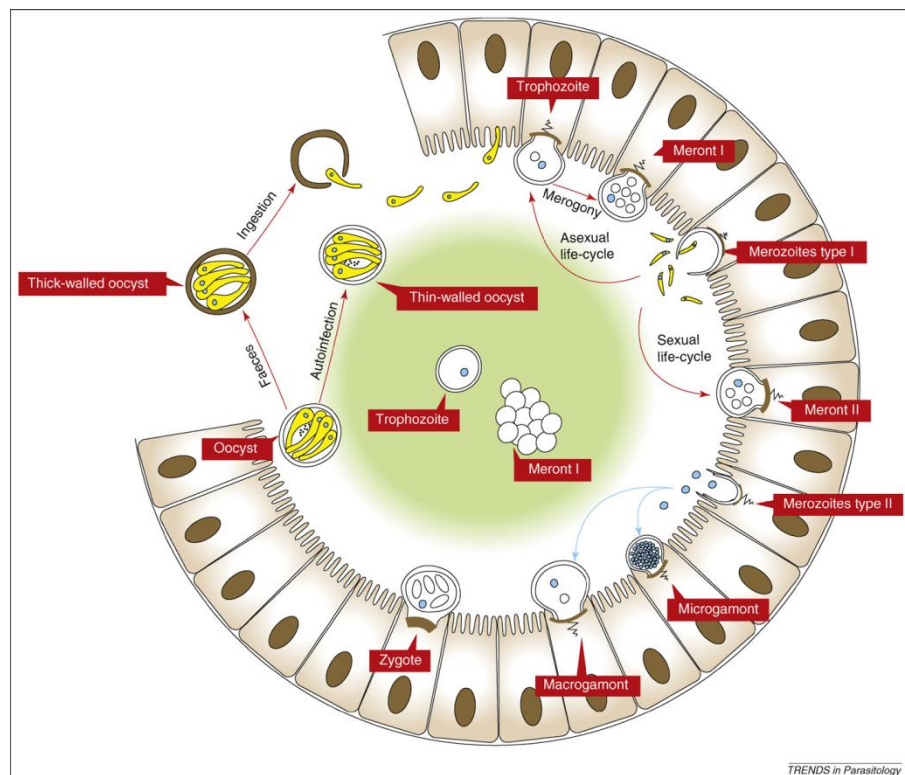 Trophozoite
Meront I
Ingestion
Merogony
Asexual
life-cycle
Merozoites type I
Thick-walled oocyst
Thin-walled oocyst
Sexual
life-cycle
Faeces
Autoinfection
Trophozoite
Meront II
Oocyst
Meront I
Merozoites type II
Microgamont
Zygote
Macrogamont
TRENDS in Parasitology